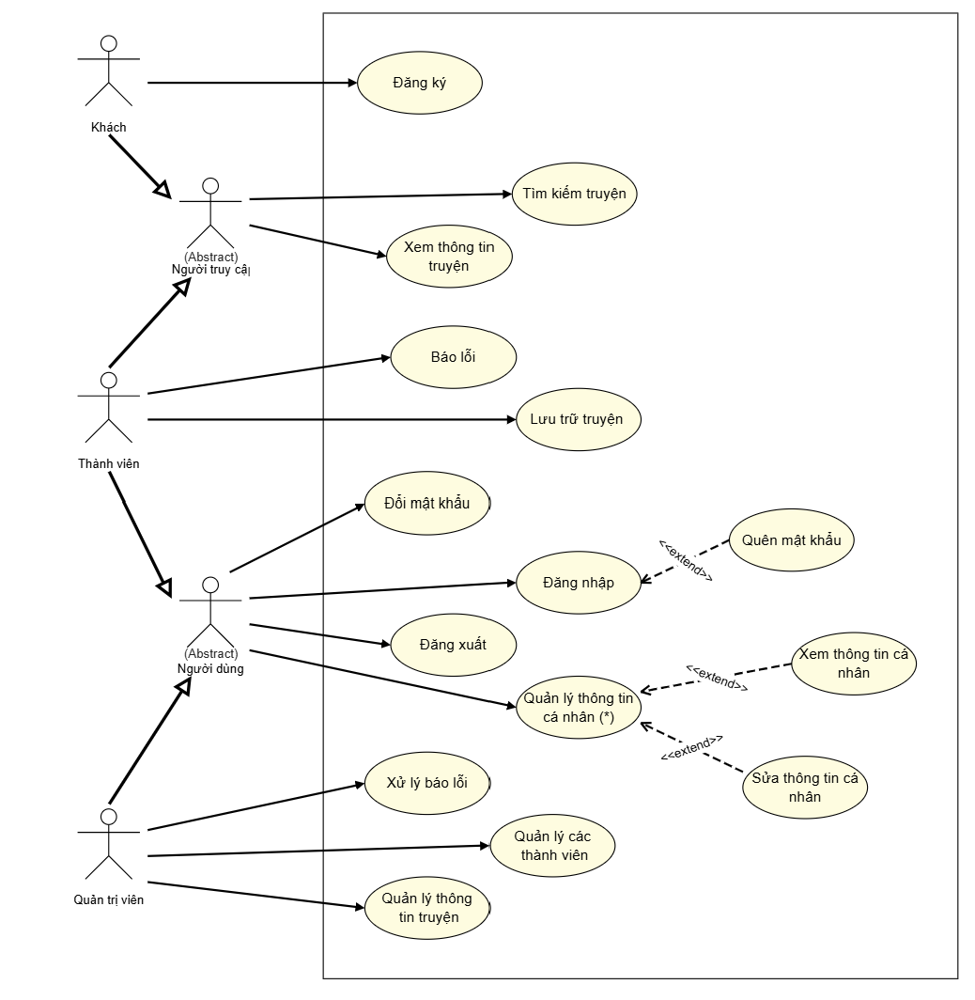 Đăng ký
Khách
Tìm kiếm truyện
Xem thông tin
truyện
(Abstract)
Người truy cậ
Báo lỗi
Lưu trữ truyện
Thành viên
Đổi mật khẩu
Quên mật khẩu
<<extend>>
Đăng nhập
Đăng xuất
(Abstract)
Người dùng
Xem thông tin cá
nhân
<<extend>>
Quản lý thông tin
cá nhân (*)
<<extend>>
Sửa thông tin cá
nhân
Xử lý báo lỗi
Quản lý các
thành viên
Quản trị viên
Quản lý thông
tin truyện